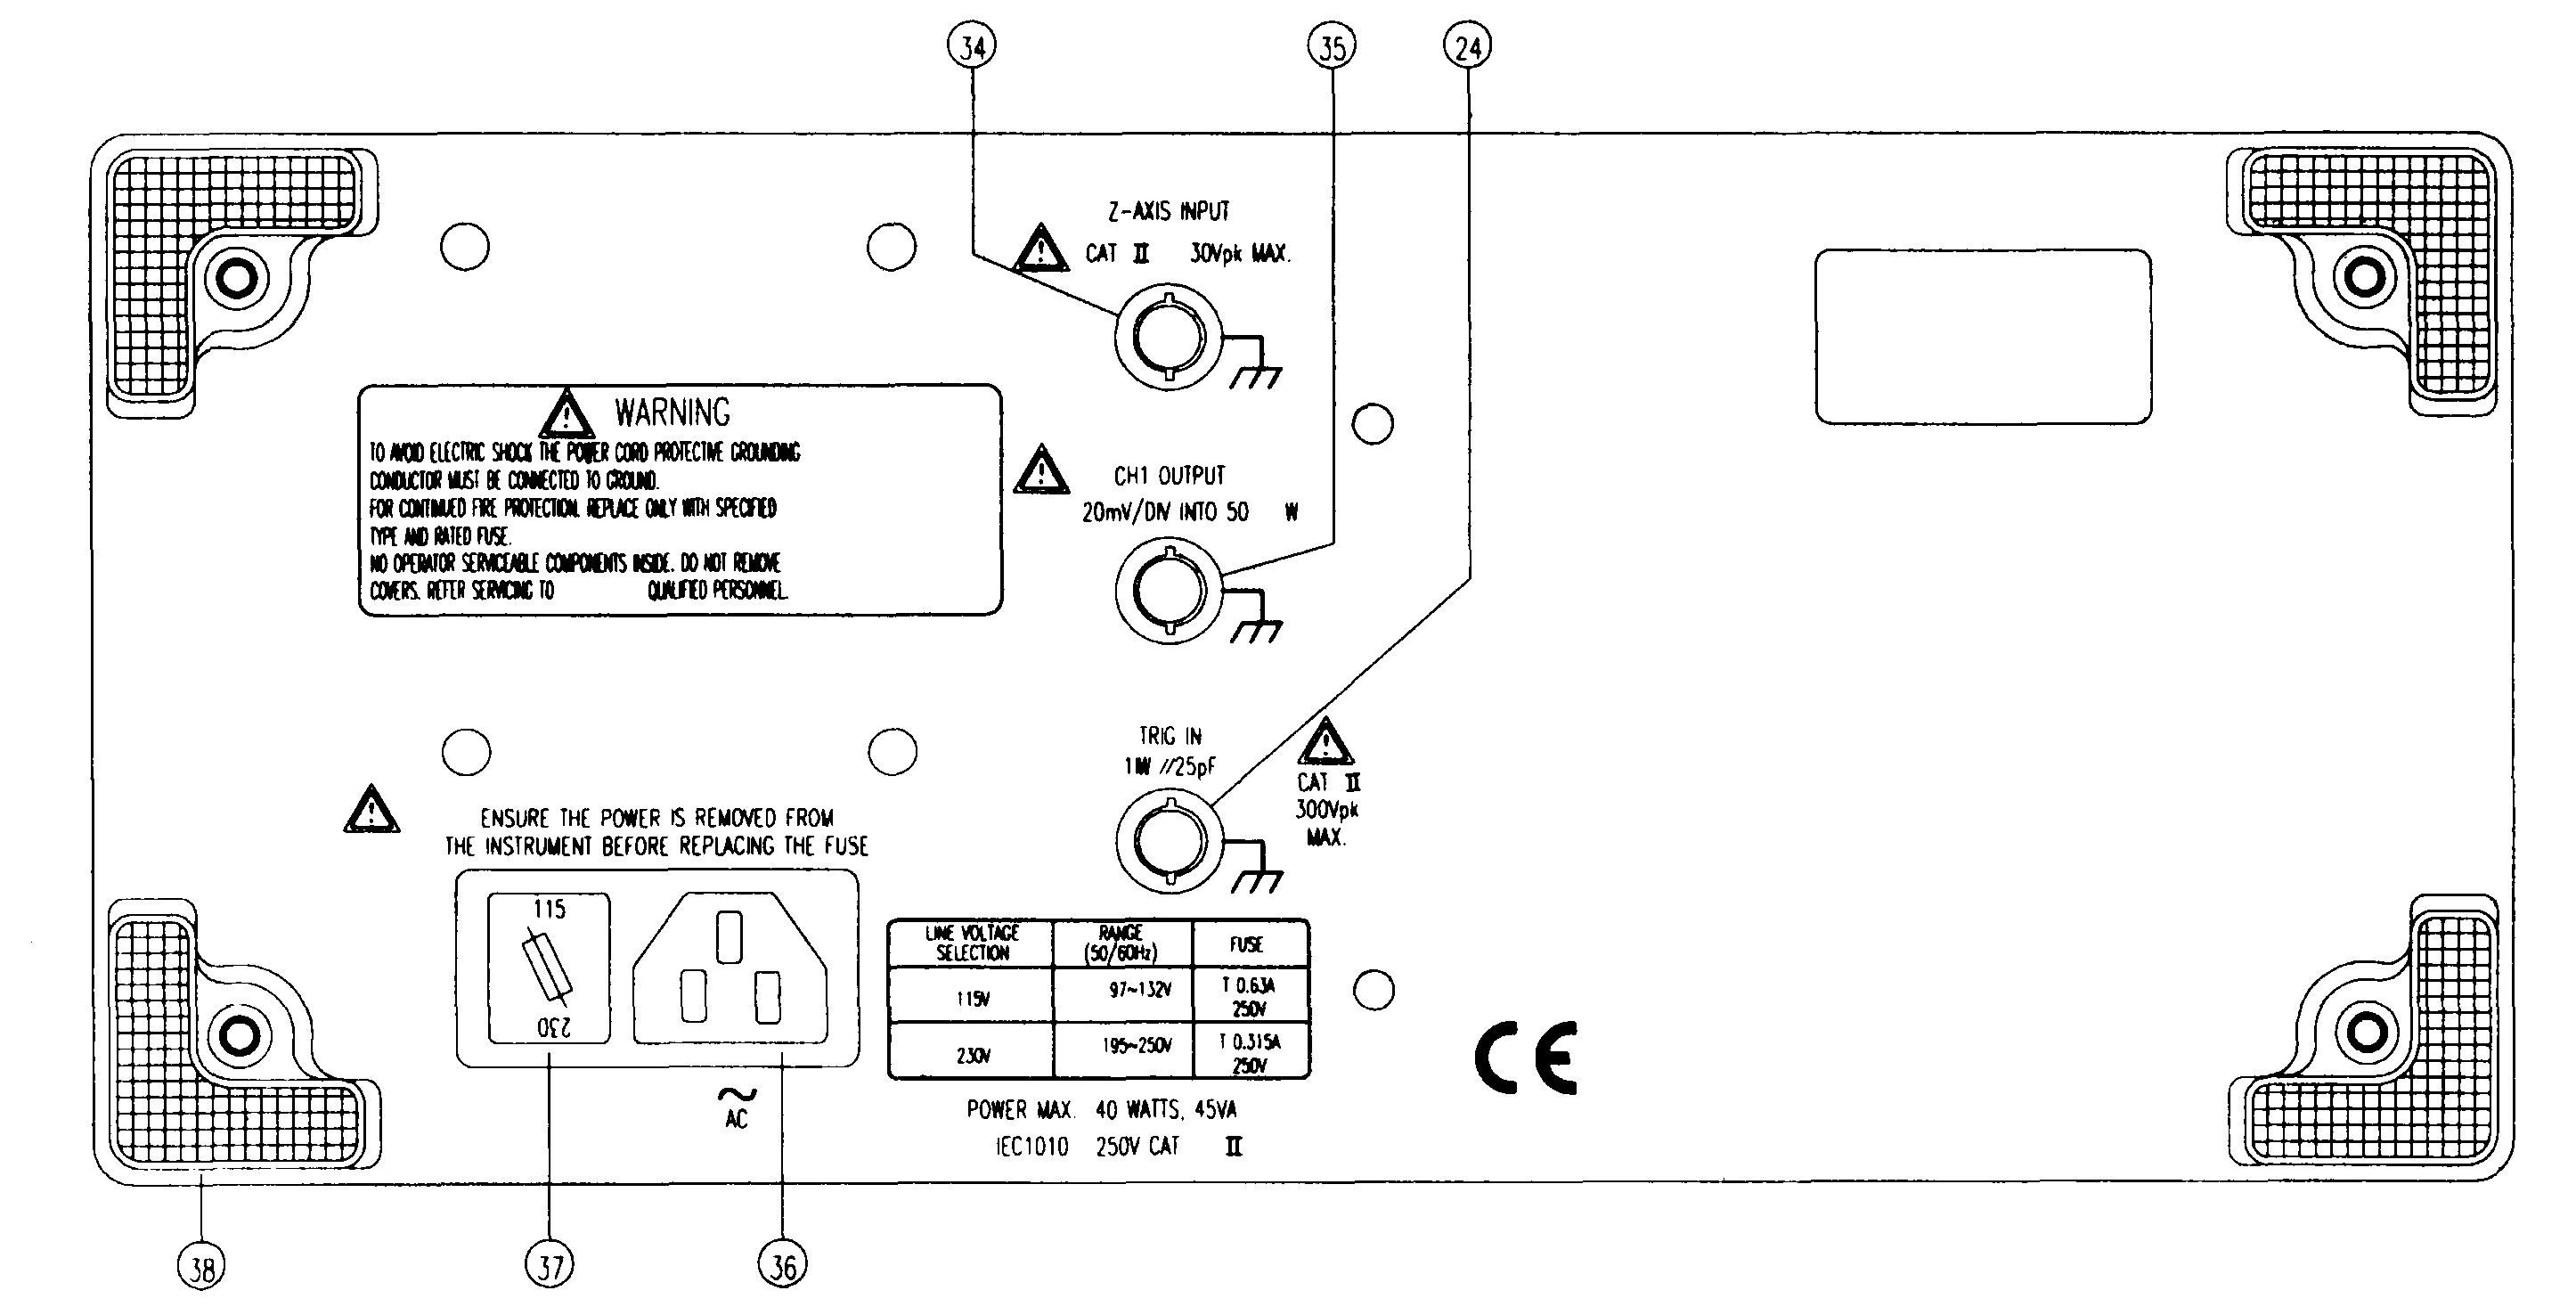 34 35 24
Z-AXIS INPUT
CAT II 30Vpk MAX.
WARNING
TO AVOID ELECTRIC SHOCK THE POWER CORD PROTECTIVE GROUNDING
CONDUCTOR MUST BE CONNECTED TO GROUND.
FOR CONTINUED FIRE PROTECTION. REPLACE ONLY WITH SPECIFIED
TYPE AND RATED FUSE.
NO OPERATOR SERVICEABLE COMPONENTS INSIDE. DO NOT REMOVE
COVERS. REFER SERVICING TO QUALIFIED PERSONNEL.
CH1 OUTPUT
20mV/DIV INTO 50 W
TRIG IN
1 W //25pF
CAT II
300Vpk
MAX.
ENSURE THE POWER IS REMOVED FROM
THE INSTRUMENT BEFORE REPLACING THE FUSE
115
230
~
AC
LINE VOLTAGE SELECTION RANGE (50/60Hz) FUSE
115V 97~132V T 0.63A 250V
230V 195~250V T 0.315A 250V
POWER MAX. 40 WATTS, 45VA
IEC1010 250V CAT II
CE
38 37 36